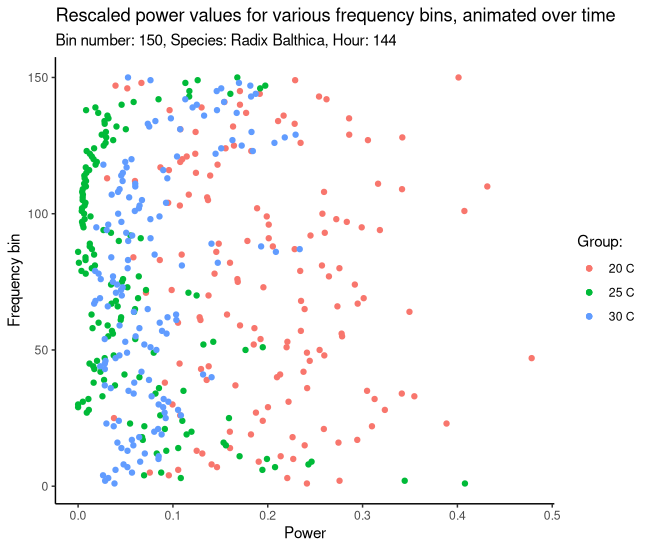 Rescaled power values for various frequency bins, animated over time
Bin number: 150, Species: Radix Balthica, Hour: 144
150
100
50
0
Frequency bin
0.0 0.1 0.2 0.3 0.4 0.5
Power
Group:
20 C
25 C
30 C